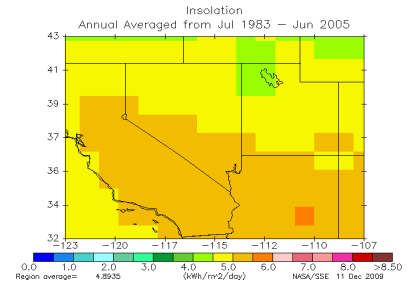 Insolation
Annual Averaged from Jul 1983 – Jun 2005
43
41
39
37
36
34
32
−123 −120 −117 −114 −112 −110 −107
0.0 1.0 2.0 3.0 4.0 5.0 6.0 7.0 8.0 >8.50
Region average= 4.8935 (kWh/m2/day) NASA/SSE 11 Dec 2009